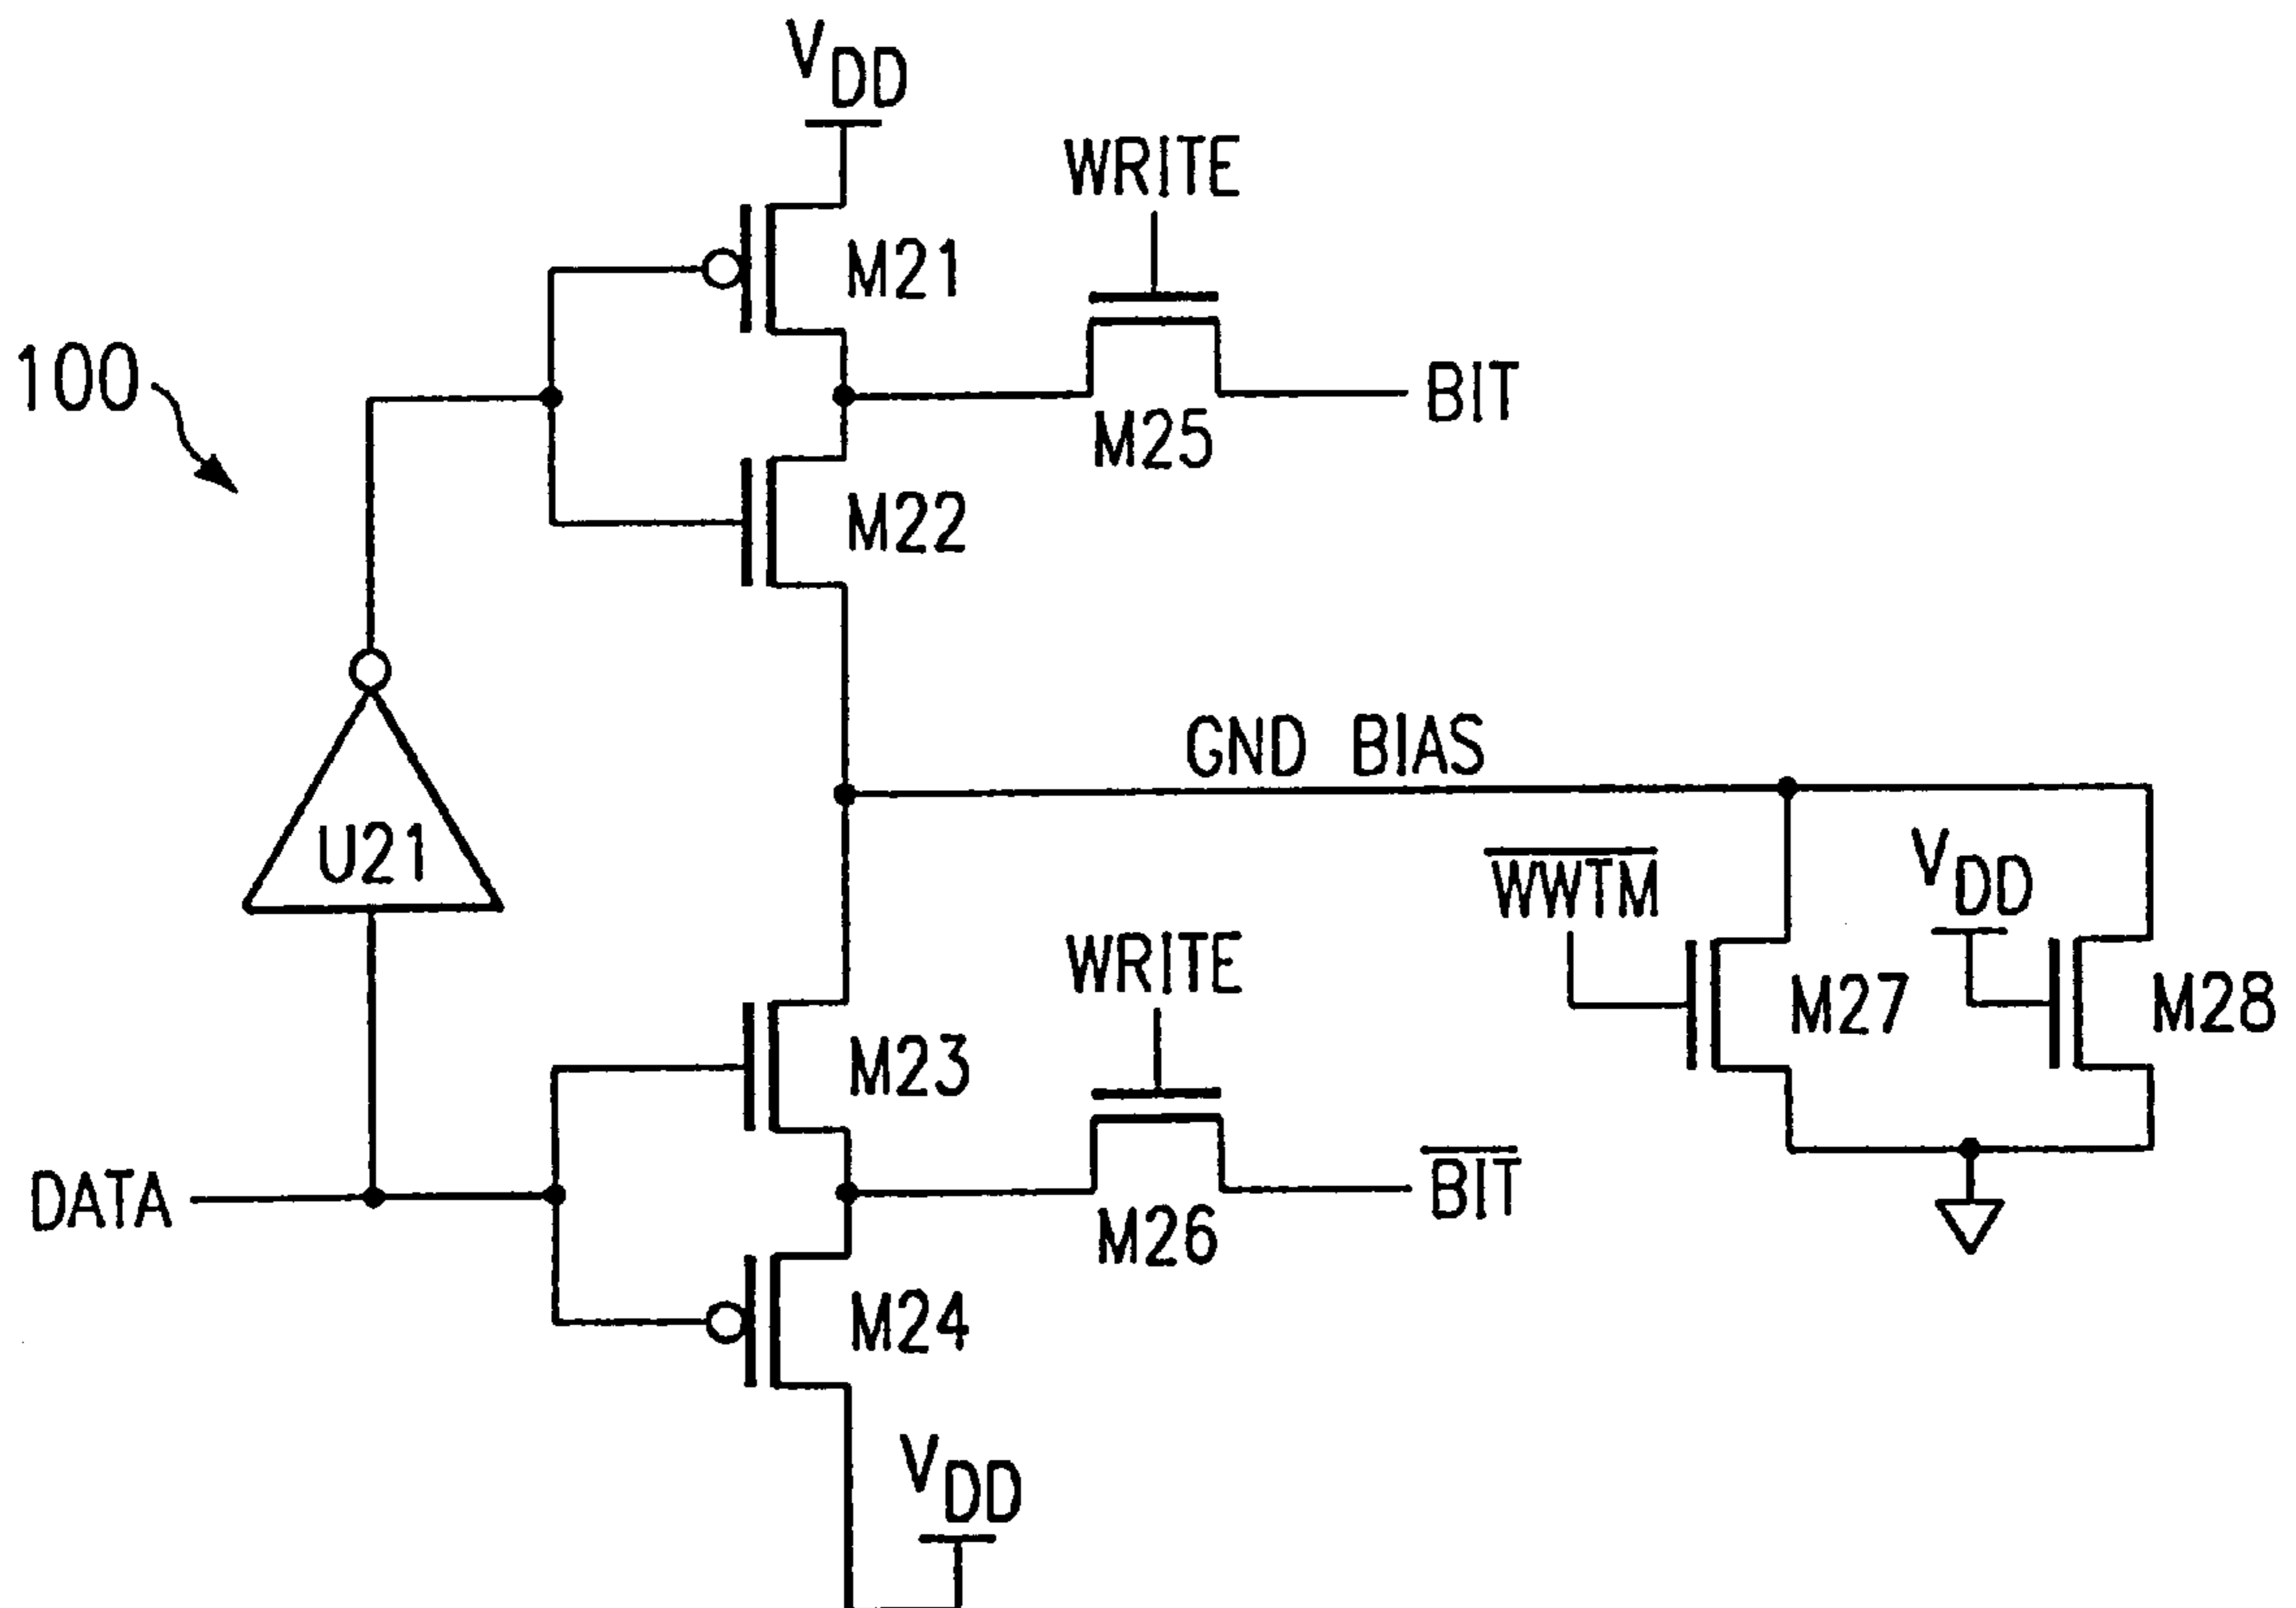 VDD
WRITE
M21
100
BIT
M25
M22
GND BIAS
U21
WWTM
VDD
WRITE
M27
M28
M23
BIT
DATA
M26
M24
VDD